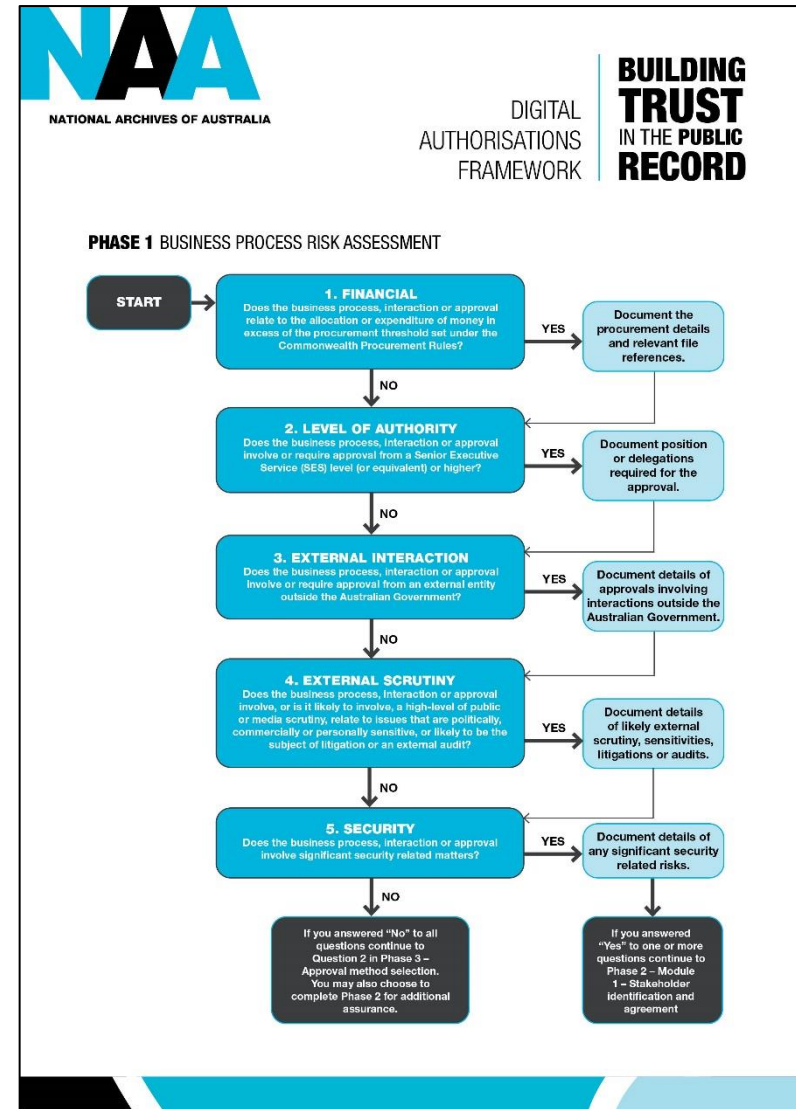 NAA
NATIONAL ARCHIVES OF AUSTRALIA
DIGITAL
AUTHORISATIONS
FRAMEWORK
BUILDING
TRUST
IN THE PUBLIC
RECORD
PHASE 1 BUSINESS PROCESS RISK ASSESSMENT
START
1. FINANCIAL
Does the business process, interaction or approval
relate to the allocation or expenditure of money in
excess of the procurement threshold set under the
Commonwealth Procurement Rules?
YES
Document the
procurement details
and relevant file
references.
NO
2. LEVEL OF AUTHORITY
Does the business process, interaction or approval
involve or require approval from a Senior Executive
Service (SES) level (or equivalent) or higher?
YES
Document position
or delegations
required for the
approval.
NO
3. EXTERNAL INTERACTION
Does the business process, interaction or approval
involve or require approval from an external entity
outside the Australian Government?
YES
Document details of
approvals involving
interactions outside the
Australian Government.
NO
4. EXTERNAL SCRUTINY
Does the business process, Interaction or approval
involve, or is it likely to involve, a high-level of public
or media scrutiny, relate to issues that are politically,
commercially or personally sensitive, or likely to be the
subject of litigation or an external audit?
YES
Document details
of likely external
scrutiny, sensitivities,
litigations or audits.
NO
5. SECURITY
Does the business process, interaction or approval
involve significant security related matters?
YES
Document details of
any significant security
related risks.
NO
If you answered "No" to all
questions continue to
Question 2 in Phase 3 –
Approval method selection.
You may also choose to
complete Phase 2 for additional
assurance.
If you answered
"Yes" to one or more
questions continue to
Phase 2 – Module
1 – Stakeholder
identification and
agreement